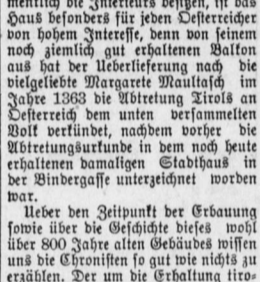 mentlich die Interieurs besitzen, ist das
Haus besonders für jeden Oesterreicher
von hohem Interesse, denn von seinem
noch ziemlich gut erhaltenen Balkon
aus hat der Ueberlieferung nach die
vielgeliebte Margarete Maultasch im
Jahre 1363 die Abtretung Tirols an
Oesterreich dem unten versammelten
Volk verkündet, nachdem vorher die
Abtretungsurkunde in dem noch heute
erhaltenen damaligen Stadthaus in
der Bindergasse unterzeichnet worden
war.
Ueber den Zeitpunkt der Erbauung
sowie über die Geschichte dieses wohl
über 800 Jahre alten Gebäudes wissen
uns die Chronisten so gut wie nichts zu
erzählen. Der um die Erhaltung tiro-